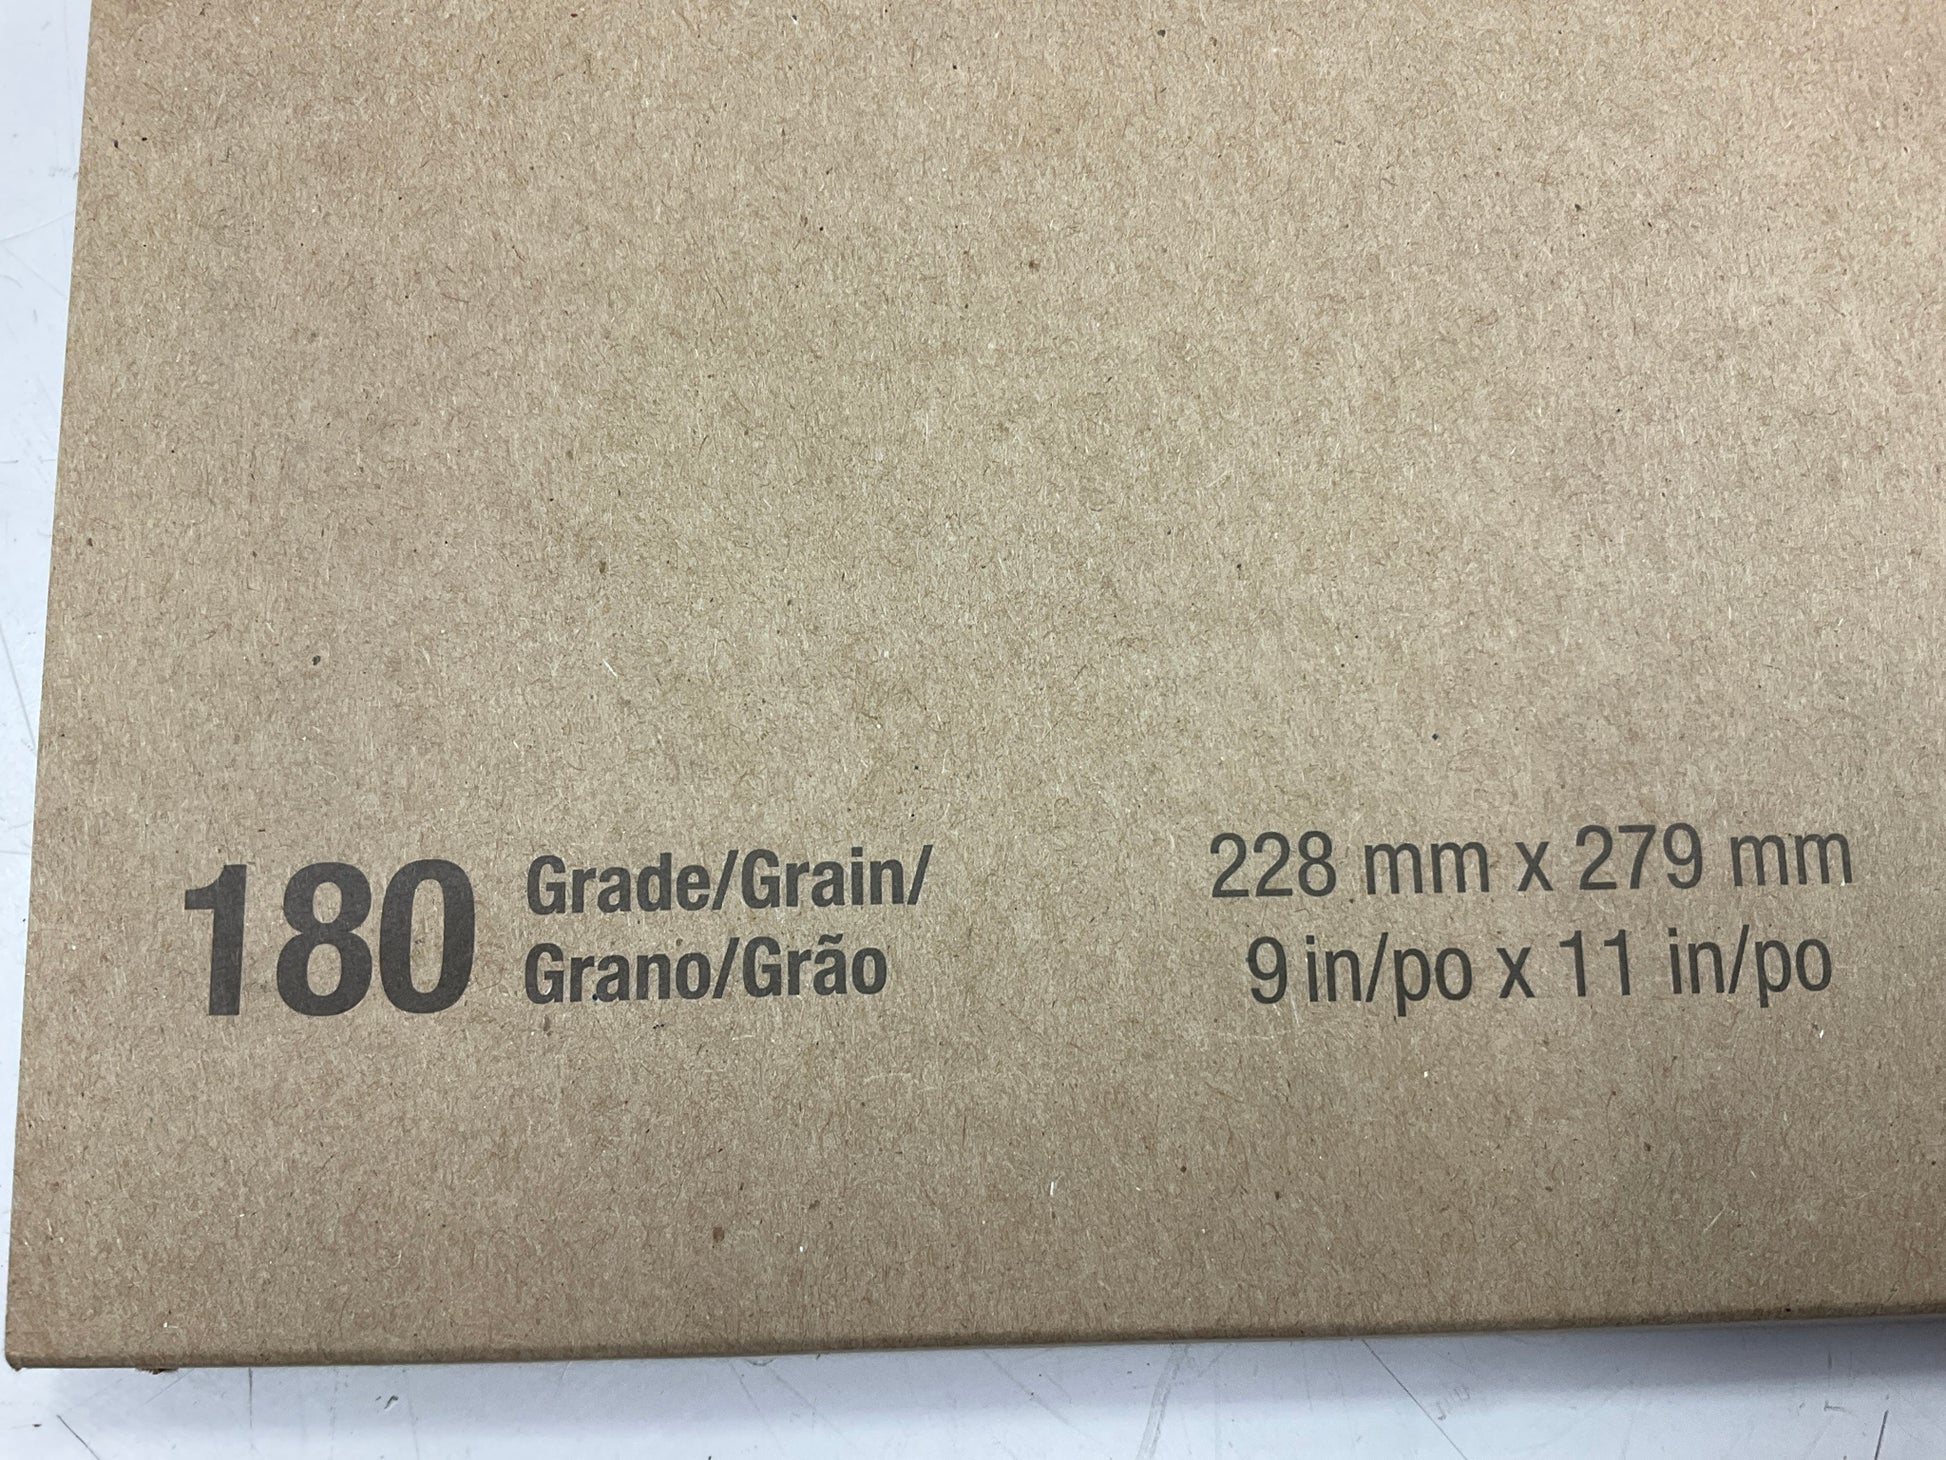 180 Grade/Grain/
Grano/Grão
228 mm x 279 mm
9 in/po x 11 in/po